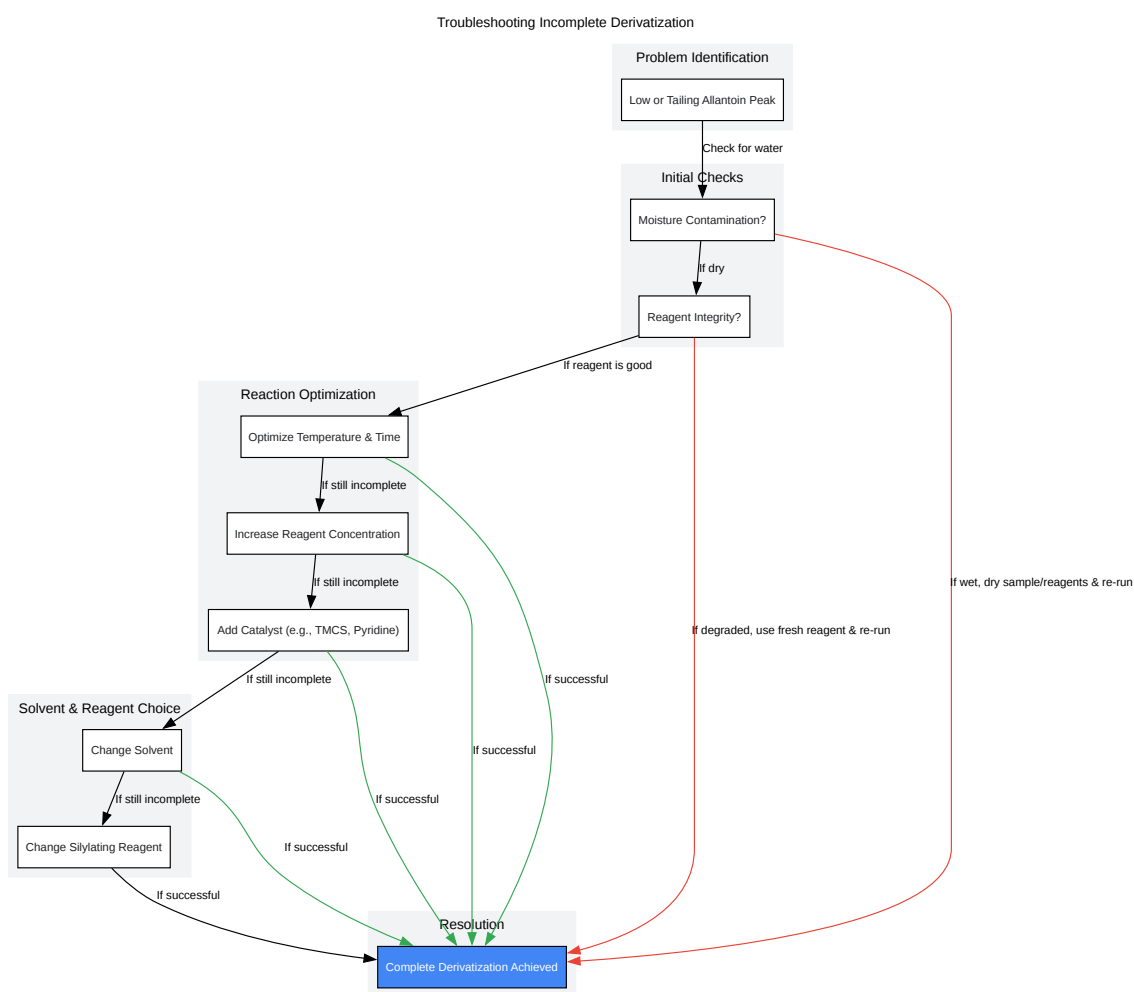 Troubleshooting Incomplete Derivatization
Problem Identification
Low or Tailing Allantoin Peak
Check for water
Initial Checks
Moisture Contamination?
If dry
Reagent Integrity?
If reagent is good
Reaction Optimization
Optimize Temperature & Time
If still incomplete
Increase Reagent Concentration
If still incomplete
If wet, dry sample/reagents & re-run
Add Catalyst (e.g., TMCS, Pyridine)
If degraded, use fresh reagent & re-run
If still incomplete
If successful
Solvent & Reagent Choice
Change Solvent
If successful
If still incomplete
If successful
Change Silylating Reagent
If successful
If successful
Resolution
Complete Derivatization Achieved